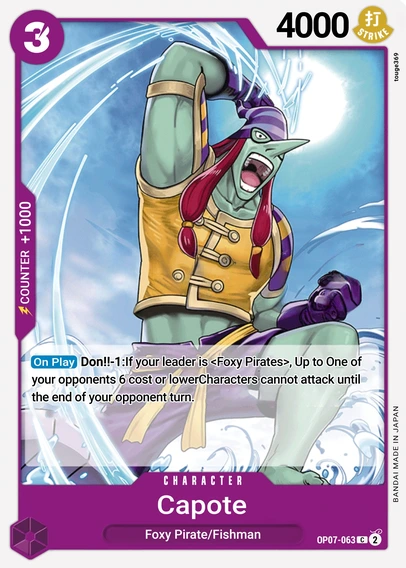 3
4000
打
STRIKE
touge369
COUNTER +1000
On Play Don!!-1:If your leader is <Foxy Pirates>, Up to One of
your opponents 6 cost or lowerCharacters cannot attack until
the end of your opponent turn.
BANDAI MADE IN JAPAN
CHARACTER
Capote
Foxy Pirate/Fishman
OP07-063 C 2